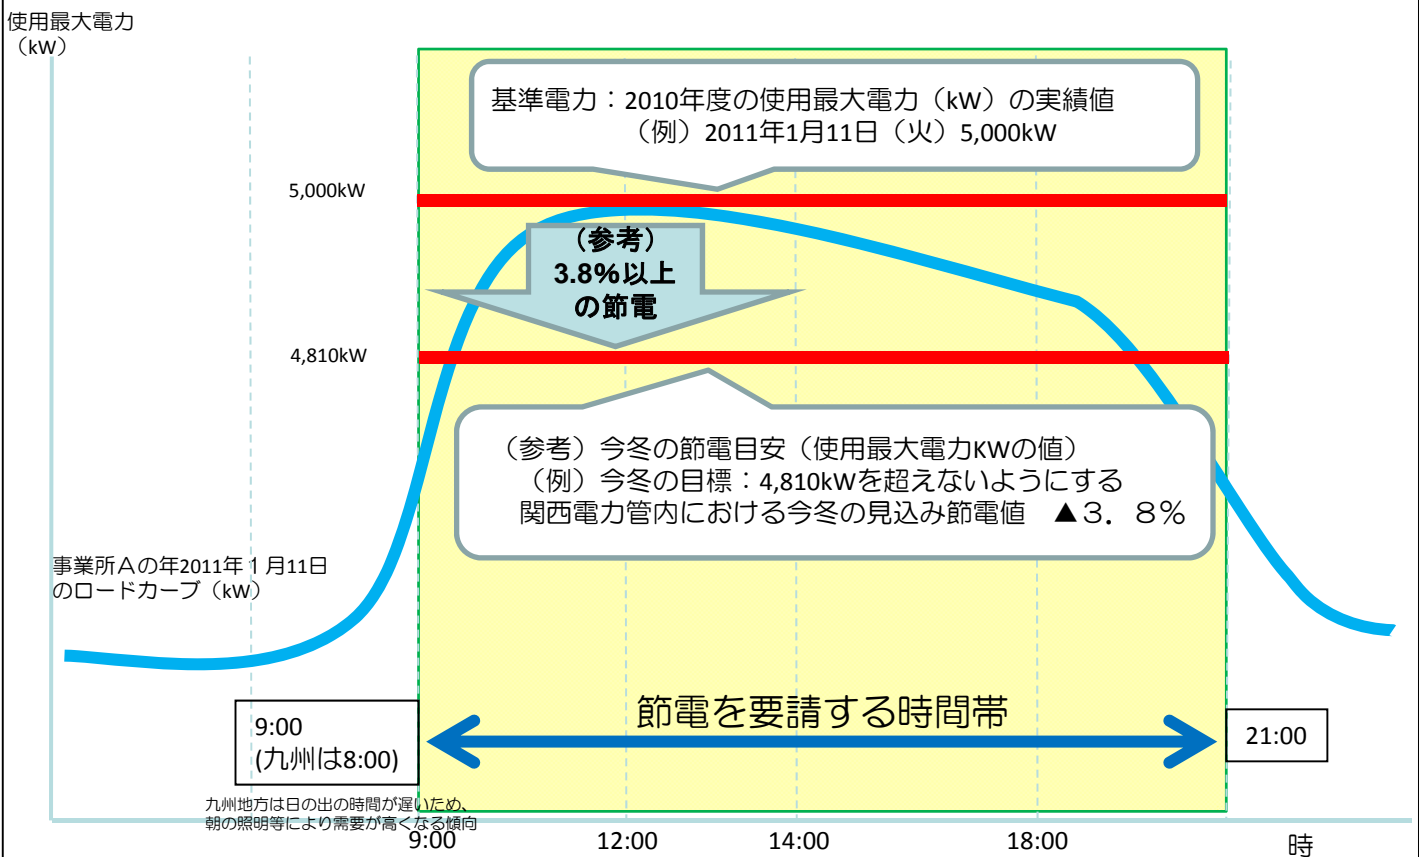 使用最大電力
（kW）
基準電力：2010年度の使用最大電力（kW）の実績値
（例）2011年1月11日（火）5,000kW
5,000kW
（参考）
3.8%以上
の節電
4,810kW
（参考）今冬の節電目安（使用最大電力KWの値）
（例）今冬の目標：4,810kWを超えないようにする
関西電力管内における今冬の見込み節電値　▲３．８％
事業所Ａの年2011年１月11日
のロードカーブ（kW）
節電を要請する時間帯
9:00
(九州は8:00)
21:00
九州地方は日の出の時間が遅いため、
朝の照明等により需要が高くなる傾向
9:00
12:00
14:00
18:00
時